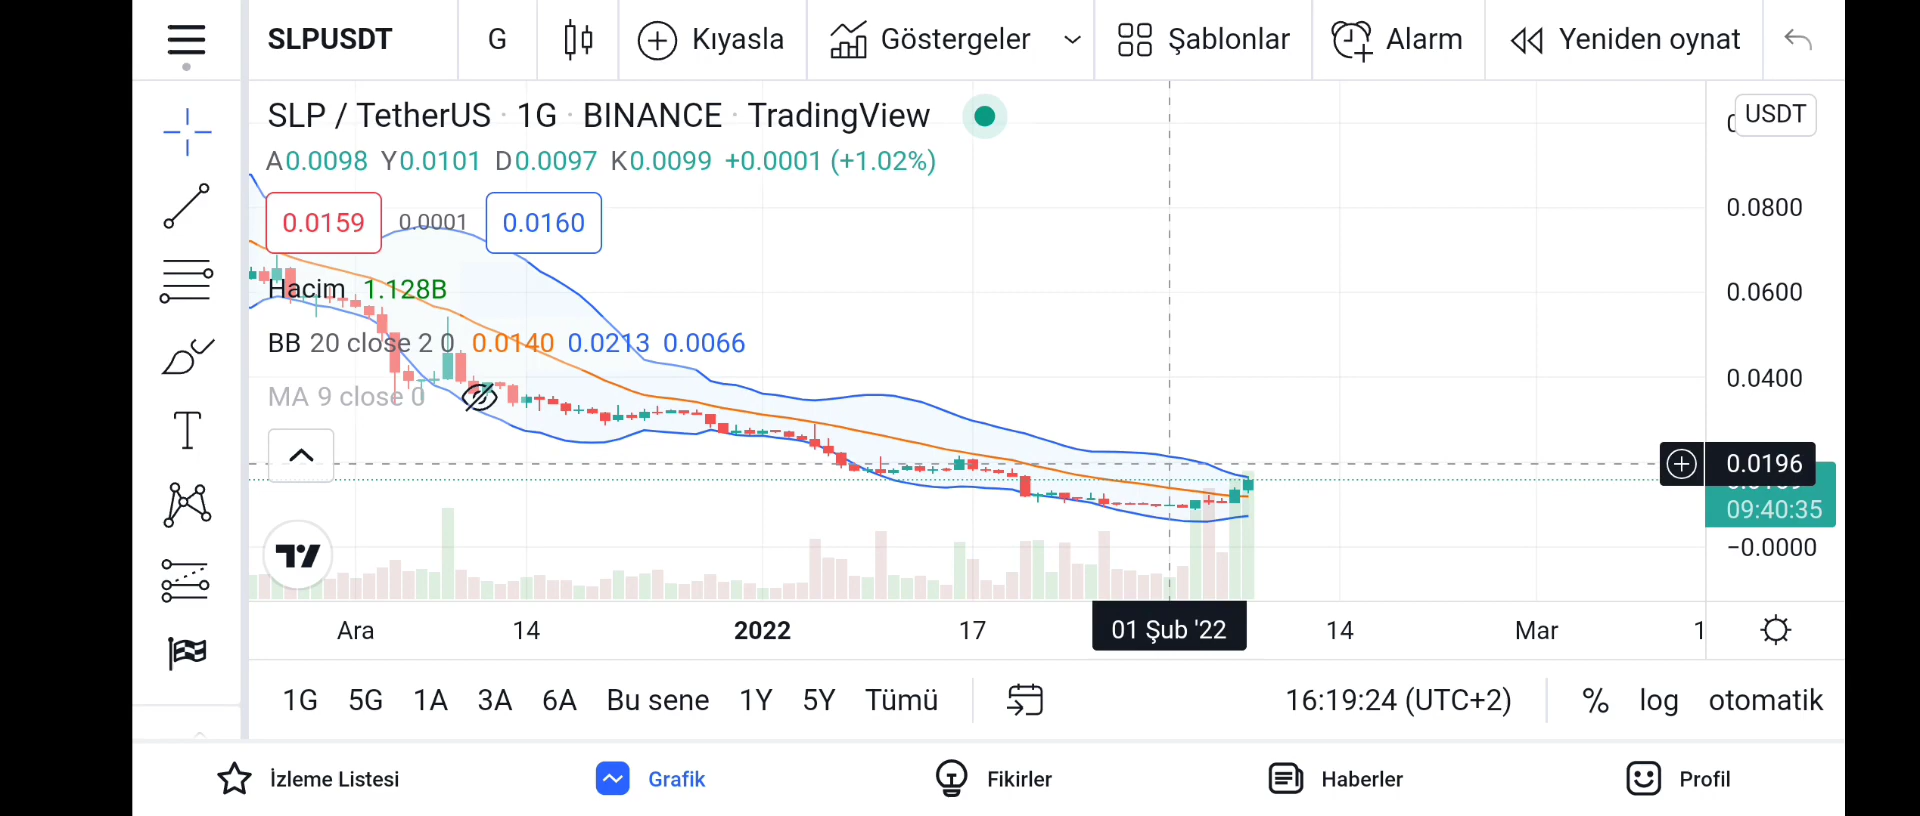 SLPUSDT G Kıyasla Göstergeler Şablonlar Alarm Yeniden oynat
SLP / TetherUS · 1G · BINANCE · TradingView
USDT
A0.0098 Y0.0101 D0.0097 K0.0099 +0.0001 (+1.02%)
0.0159 0.0001 0.0160
0.0800
Hacim 1.128B
0.0600
BB 20 close 2 0 0.0140 0.0213 0.0066
0.0400
MA 9 close 0
0.0196
09:40:35
−0.0000
Ara 14 2022 17 01 Şub '22 14 Mar 1
1G 5G 1A 3A 6A Bu sene 1Y 5Y Tümü 16:19:24 (UTC+2) % log otomatik
İzleme Listesi Grafik Fikirler Haberler Profil